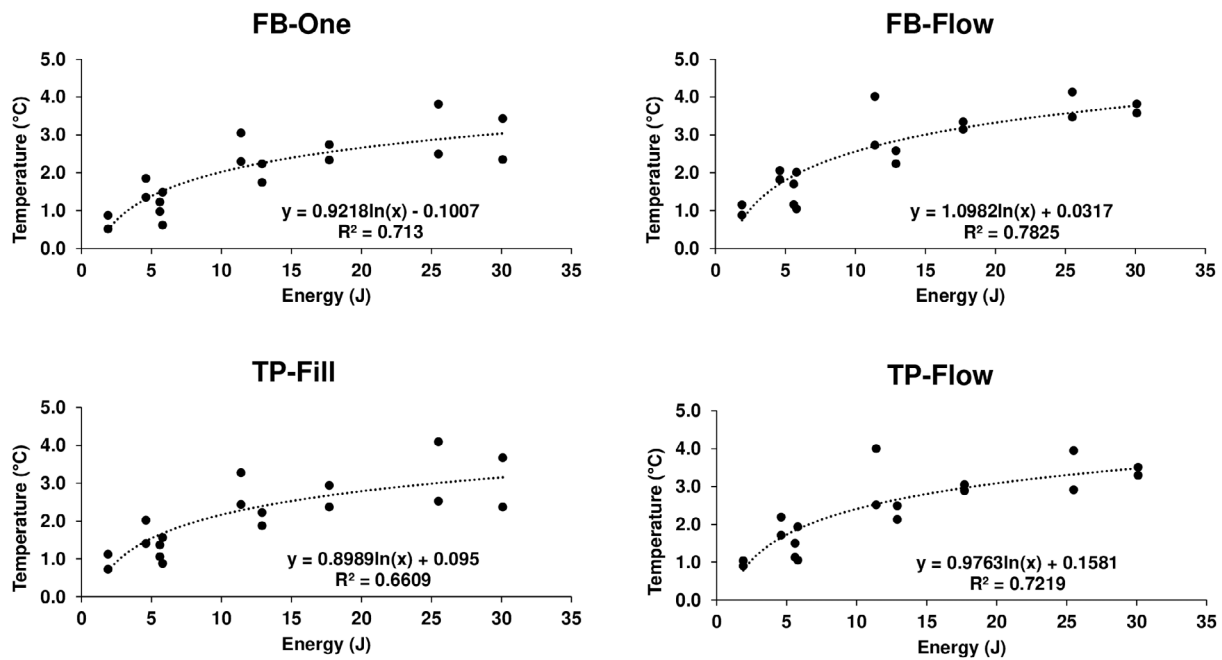 FB-One
Temperature (°C)
5.0
4.0
3.0
2.0
1.0
0.0
y = 0.9218ln(x) - 0.1007
R² = 0.713
0 5 10 15 20 25 30 35
Energy (J)
FB-Flow
Temperature (°C)
5.0
4.0
3.0
2.0
1.0
0.0
y = 1.0982ln(x) + 0.0317
R² = 0.7825
0 5 10 15 20 25 30 35
Energy (J)
TP-Fill
Temperature (°C)
5.0
4.0
3.0
2.0
1.0
0.0
y = 0.8989ln(x) + 0.095
R² = 0.6609
0 5 10 15 20 25 30 35
Energy (J)
TP-Flow
Temperature (°C)
5.0
4.0
3.0
2.0
1.0
0.0
y = 0.9763ln(x) + 0.1581
R² = 0.7219
0 5 10 15 20 25 30 35
Energy (J)